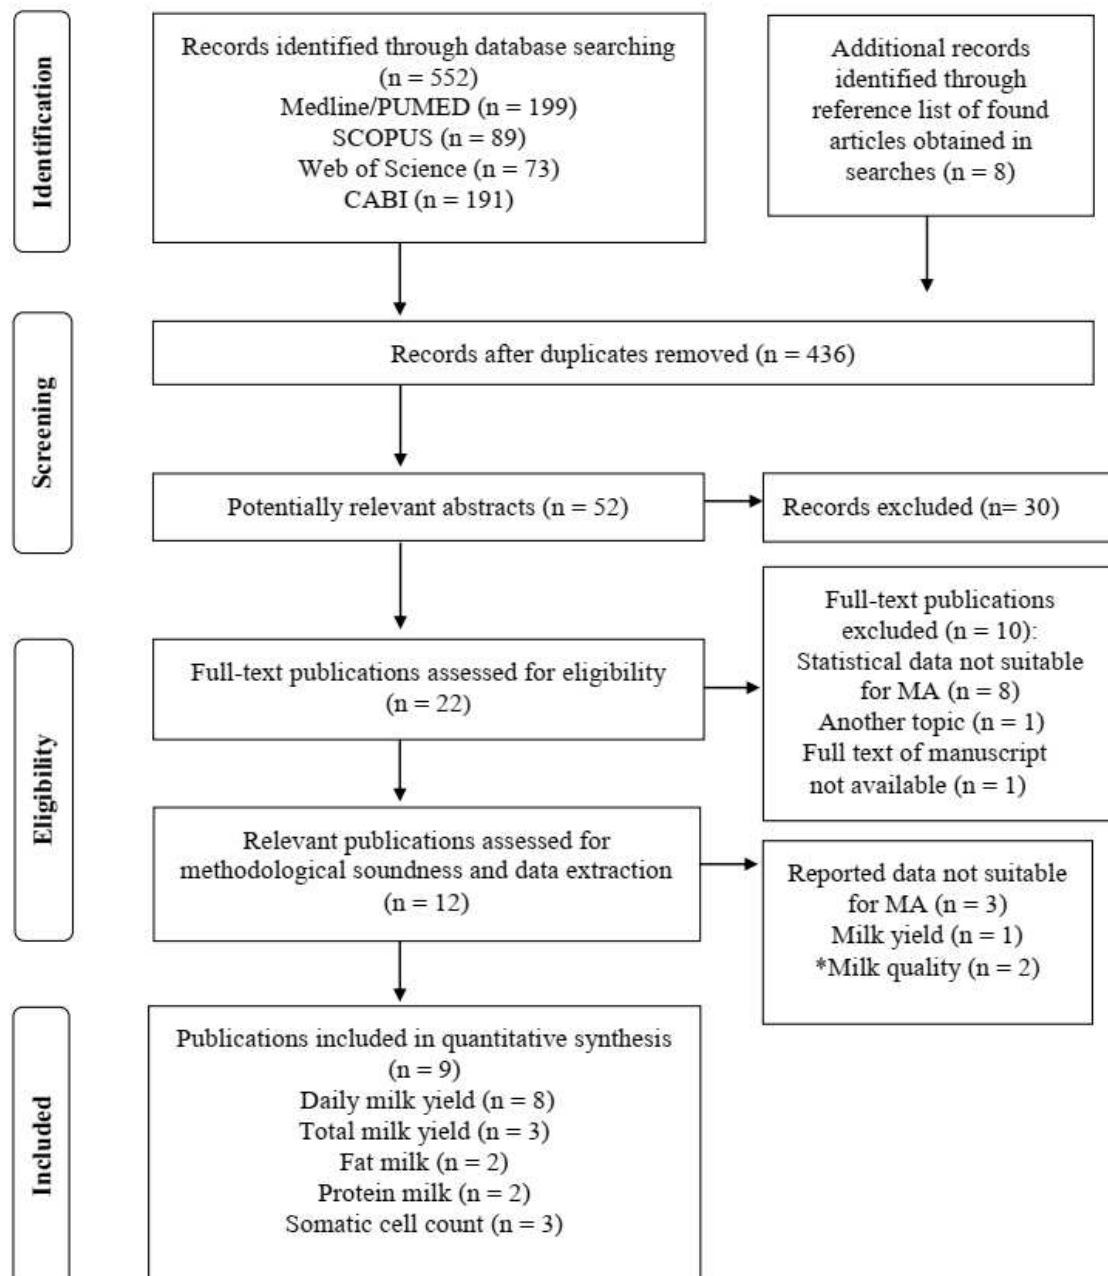 Identification
Records identified through database searching
(n = 552)
Medline/PUMED (n = 199)
SCOPUS (n = 89)
Web of Science (n = 73)
CABI (n = 191)
Additional records
identified through
reference list of found
articles obtained in
searches (n = 8)
Screening
Records after duplicates removed (n = 436)
Potentially relevant abstracts (n = 52)
Records excluded (n= 30)
Eligibility
Full-text publications assessed for eligibility
(n = 22)
Full-text publications
excluded (n = 10):
Statistical data not suitable
for MA (n = 8)
Another topic (n = 1)
Full text of manuscript
not available (n = 1)
Relevant publications assessed for
methodological soundness and data extraction
(n = 12)
Reported data not suitable
for MA (n = 3)
Milk yield (n = 1)
*Milk quality (n = 2)
Included
Publications included in quantitative synthesis
(n = 9)
Daily milk yield (n = 8)
Total milk yield (n = 3)
Fat milk (n = 2)
Protein milk (n = 2)
Somatic cell count (n = 3)